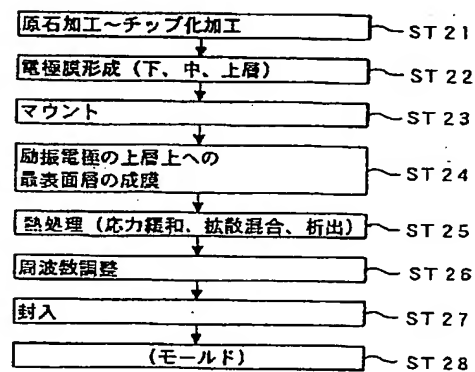 原石加工〜チップ化加工
ST21
電極膜形成（下、中、上層）
ST22
マウント
ST23
励振電極の上層上への
最表面層の成膜
ST24
熱処理（応力緩和、拡散混合、析出）
ST25
周波数調整
ST26
封入
ST27
(モールド)
ST28